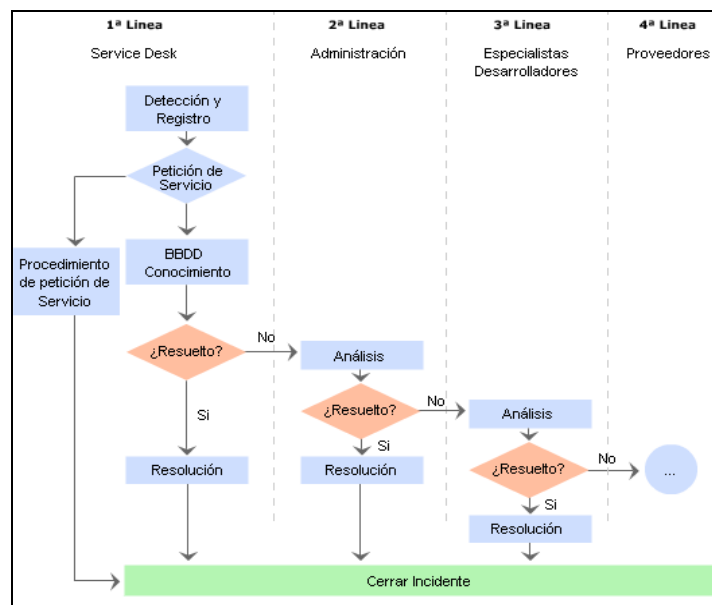 1ª Linea
2ª Linea
3ª Linea
4ª Linea
Service Desk
Administración
Especialistas
Desarrolladores
Proveedores
Detección y
Registro
Petición de
Servicio
Procedimiento
de petición de
Servicio
BBDD
Conocimiento
¿Resuelto?
No
Análisis
¿Resuelto?
No
Análisis
Si
Si
¿Resuelto?
No
...
Resolución
Resolución
Si
Resolución
Cerrar Incidente